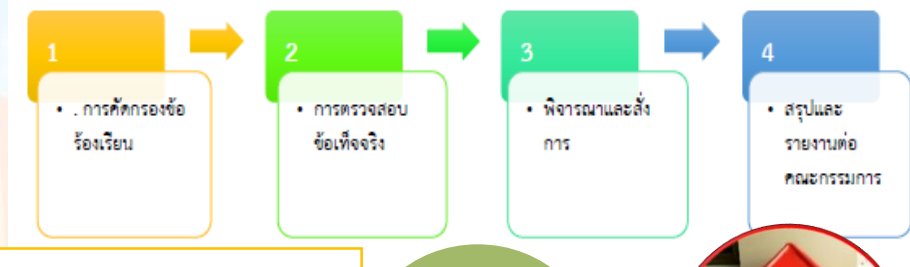 1
• . การคัดกรองข้อ
ร้องเรียน
2
• การตรวจสอบ
ข้อเท็จจริง
3
• พิจารณาและสั่ง
การ
4
• สรุปและ
รายงานต่อ
คณะกรรมการ